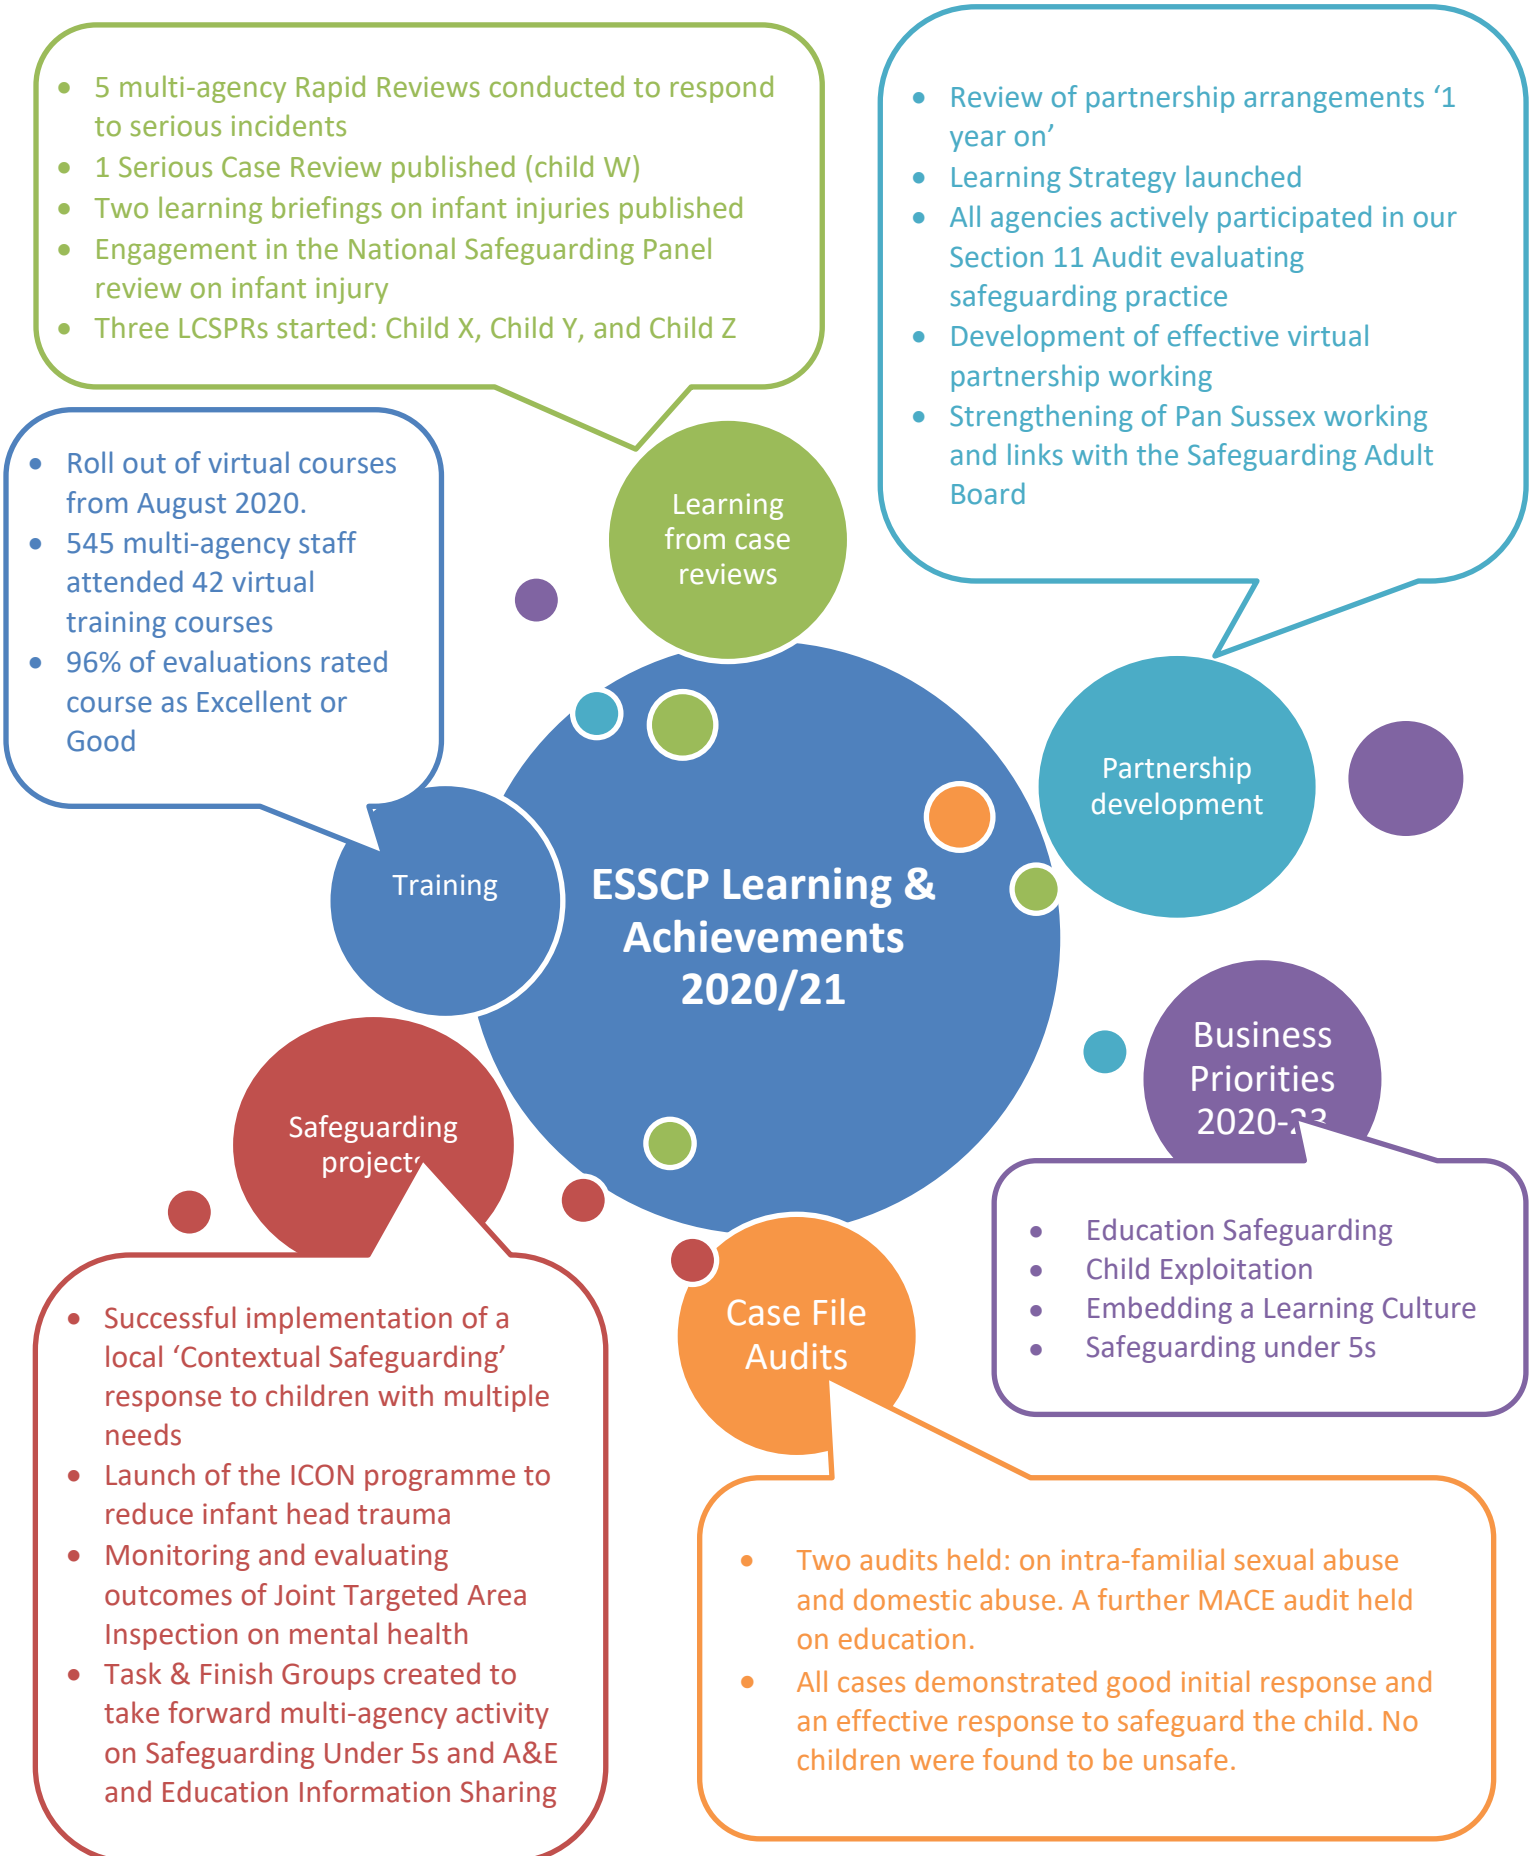 • 5 multi-agency Rapid Reviews conducted to respond
to serious incidents
• 1 Serious Case Review published (child W)
• Two learning briefings on infant injuries published
• Engagement in the National Safeguarding Panel
review on infant injury
• Three LCSPRs started: Child X, Child Y, and Child Z
• Review of partnership arrangements ‘1
year on’
• Learning Strategy launched
• All agencies actively participated in our
Section 11 Audit evaluating
safeguarding practice
• Development of effective virtual
partnership working
• Strengthening of Pan Sussex working
and links with the Safeguarding Adult
Board
• Roll out of virtual courses
from August 2020.
• 545 multi-agency staff
attended 42 virtual
training courses
• 96% of evaluations rated
course as Excellent or
Good
Learning
from case
reviews
Partnership
development
Training
ESSCP Learning &
Achievements
2020/21
Business
Priorities
2020-23
Safeguarding
projects
• Education Safeguarding
• Child Exploitation
• Embedding a Learning Culture
• Safeguarding under 5s
Case File
Audits
• Successful implementation of a
local ‘Contextual Safeguarding’
response to children with multiple
needs
• Launch of the ICON programme to
reduce infant head trauma
• Monitoring and evaluating
outcomes of Joint Targeted Area
Inspection on mental health
• Task & Finish Groups created to
take forward multi-agency activity
on Safeguarding Under 5s and A&E
and Education Information Sharing
• Two audits held: on intra-familial sexual abuse
and domestic abuse. A further MACE audit held
on education.
• All cases demonstrated good initial response and
an effective response to safeguard the child. No
children were found to be unsafe.